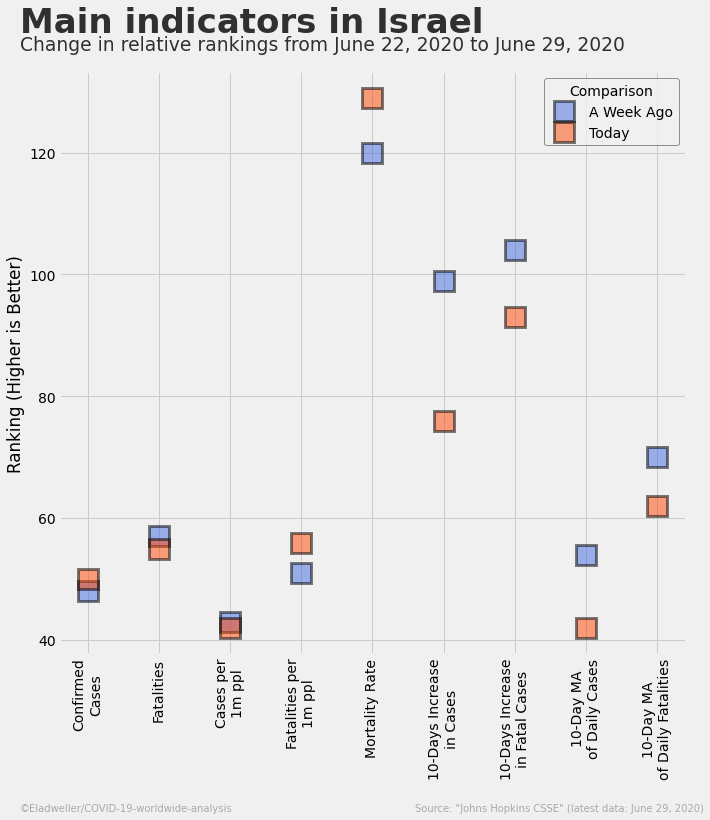 Main indicators in Israel
Change in relative rankings from June 22, 2020 to June 29, 2020
Comparison
A Week Ago
Today
Ranking (Higher is Better)
120
100
80
60
40
Confirmed
Cases
Fatalities
Cases per
1m ppl
Fatalities per
1m ppl
Mortality Rate
10-Days Increase
in Cases
10-Days Increase
in Fatal Cases
10-Day MA
of Daily Cases
10-Day MA
of Daily Fatalities
©Eladweller/COVID-19-worldwide-analysis
Source: "Johns Hopkins CSSE" (latest data: June 29, 2020)